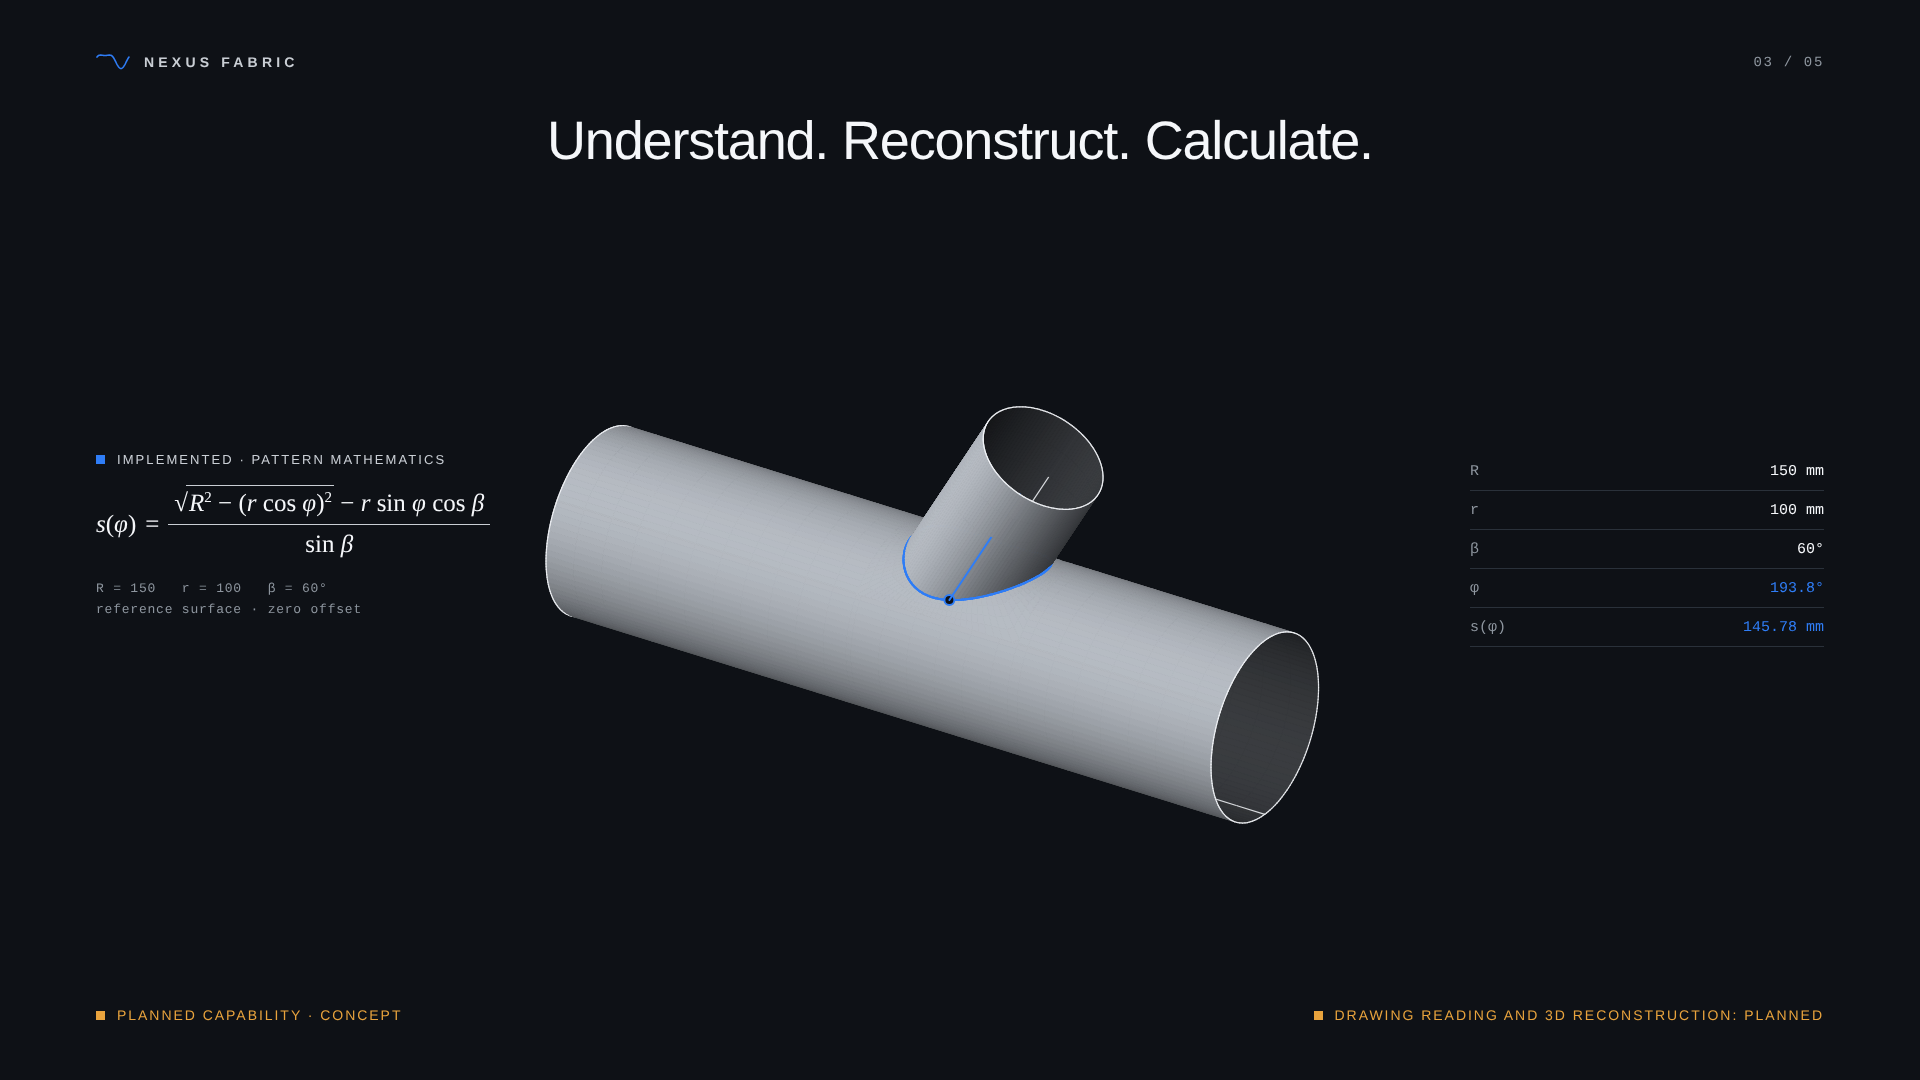 NEXUS FABRIC
03 / 05
Understand. Reconstruct. Calculate.
IMPLEMENTED · PATTERN MATHEMATICS
s(φ) = (√(R² − (r cos φ)²) − r sin φ cos β) / sin β
R = 150   r = 100   β = 60°
reference surface · zero offset
R 150 mm
r 100 mm
β 60°
φ 193.8°
s(φ) 145.78 mm
PLANNED CAPABILITY · CONCEPT
DRAWING READING AND 3D RECONSTRUCTION: PLANNED